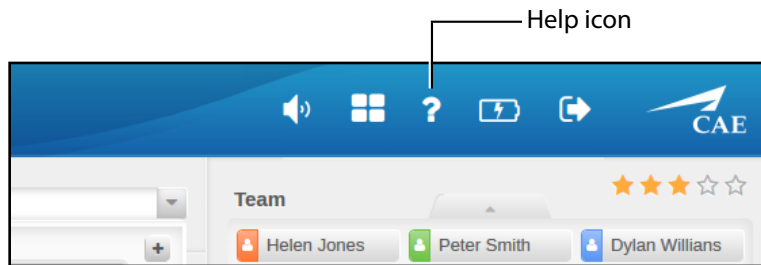 Help icon
?
CAE
Team
Helen Jones
Peter Smith
Dylan Willians